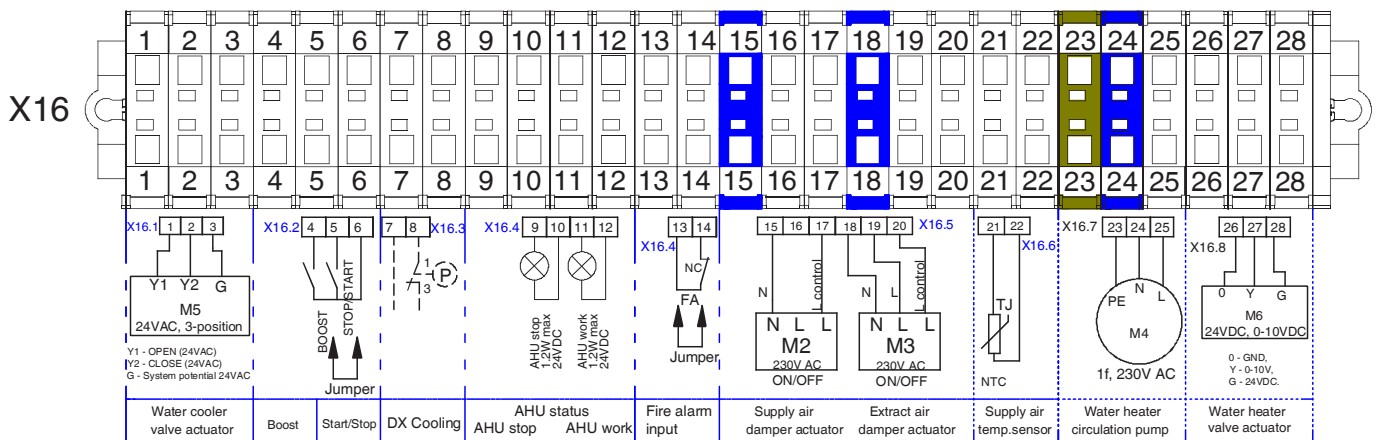 1 2 3 4 5 6 7 8 9 10 11 12 13 14 15 16 17 18 19 20 21 22 23 24 25 26 27 28
X16
1 2 3 4 5 6 7 8 9 10 11 12 13 14 15 16 17 18 19 20 21 22 23 24 25 26 27 28
X16.1 1 2 3
Y1 Y2 G
M5
24VAC, 3-position
Y1 - OPEN (24VAC)
Y2 - CLOSE (24VAC)
G - System potential 24VAC
X16.2 4 5 6
BOOST
STOP/START
Jumper
7 8 X16.3
1
3
P
X16.4 9 10 11 12
AHU stop
1.2W max
24VDC
AHU work
1.2W max
24VDC
13 14
X16.4
NC
FA
Jumper
15 16 17 18 19 20 X16.5
N L control N L L control
N L L
M2
230V AC
ON/OFF
N L L
M3
230V AC
ON/OFF
21 22
X16.6
TJ
NTC
X16.7 23 24 25
PE N L
M4
1f, 230V AC
26 27 28
X16.8
0 Y G
M6
24VDC, 0-10VDC
0 - GND,
Y - 0-10V,
G - 24VDC.
Water cooler
valve actuator
Boost
Start/Stop
DX Cooling
AHU status
AHU stop AHU work
Fire alarm
input
Supply air
damper actuator
Extract air
damper actuator
Supply air
temp.sensor
Water heater
circulation pump
Water heater
valve actuator